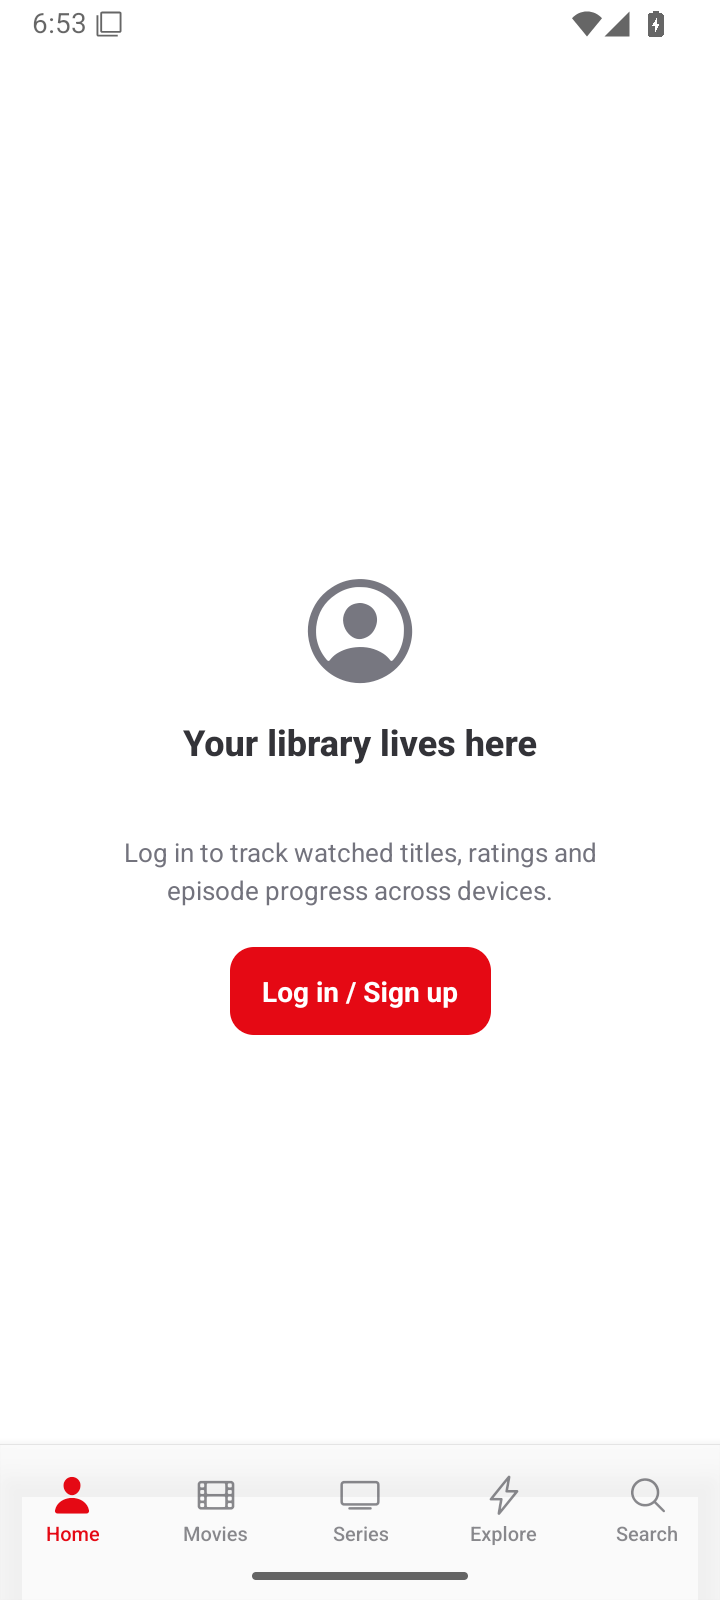 6:53
Your library lives here
Log in to track watched titles, ratings and
episode progress across devices.
Log in / Sign up
Home
Movies
Series
Explore
Search